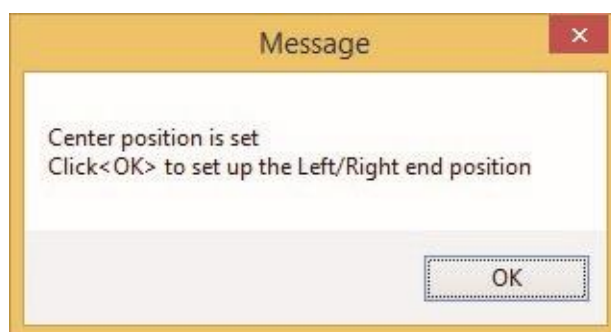 Message
Center position is set
Click<OK> to set up the Left/Right end position
OK